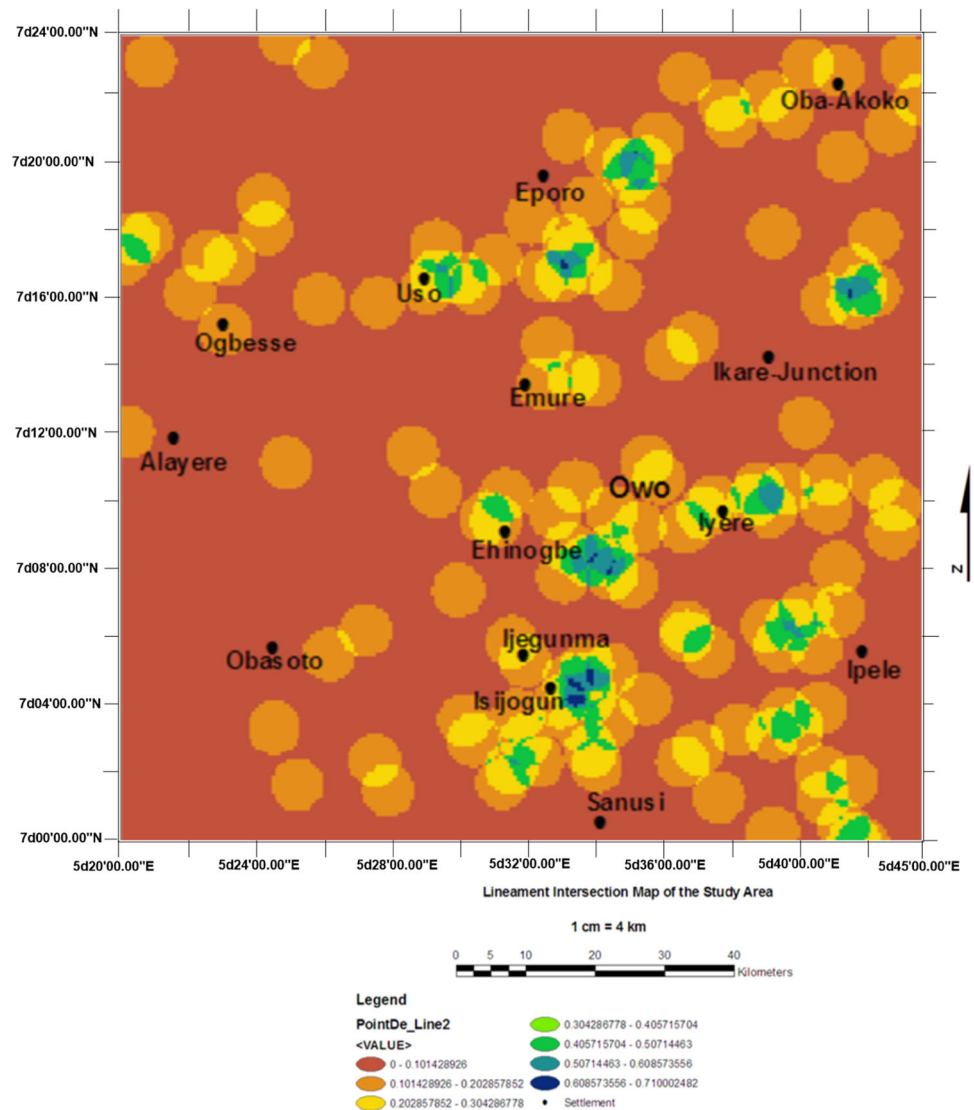 7d24'00.00"N
Oba-Akoko
7d20'00.00"N
Eporo
7d16'00.00"N
Uso
Ogbesse
Ikare-Junction
Emure
7d12'00.00"N
Alayere
Owo
Iyere
Ehinogbe
7d08'00.00"N
Ijegunma
Obasoto
Ipele
7d04'00.00"N
Isijogun
Sanusi
7d00'00.00"N
5d20'00.00"E 5d24'00.00"E 5d28'00.00"E 5d32'00.00"E 5d36'00.00"E 5d40'00.00"E 5d45'00.00"E
N
Lineament Intersection Map of the Study Area
1 cm = 4 km
0 5 10 20 30 40
Kilometers
Legend
PointDe_Line2
<VALUE>
0 - 0.101428926
0.101428926 - 0.202857852
0.202857852 - 0.304286778
0.304286778 - 0.405715704
0.405715704 - 0.50714463
0.50714463 - 0.608573556
0.608573556 - 0.710002482
Settlement